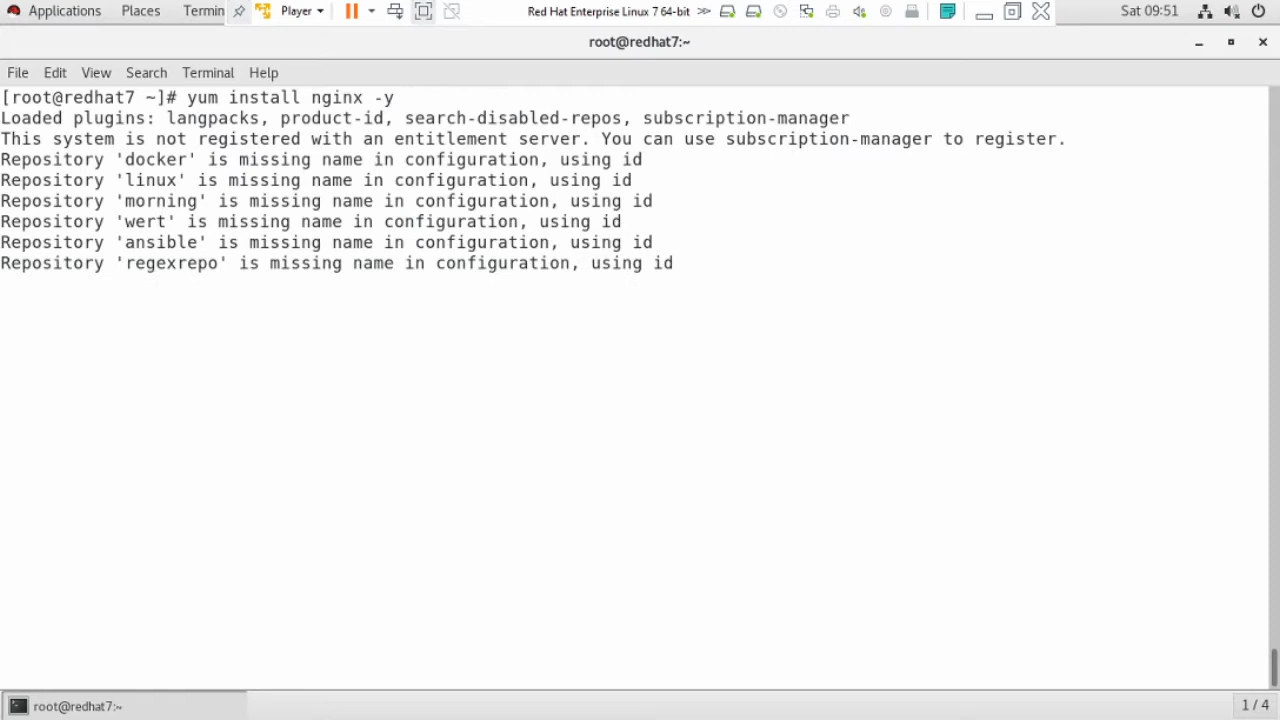 Applications Places Termin Player Red Hat Enterprise Linux 7 64-bit Sat 09:51
root@redhat7:~
File Edit View Search Terminal Help
[root@redhat7 ~]# yum install nginx -y
Loaded plugins: langpacks, product-id, search-disabled-repos, subscription-manager
This system is not registered with an entitlement server. You can use subscription-manager to register.
Repository 'docker' is missing name in configuration, using id
Repository 'linux' is missing name in configuration, using id
Repository 'morning' is missing name in configuration, using id
Repository 'wert' is missing name in configuration, using id
Repository 'ansible' is missing name in configuration, using id
Repository 'regexrepo' is missing name in configuration, using id
root@redhat7:~ 1 / 4